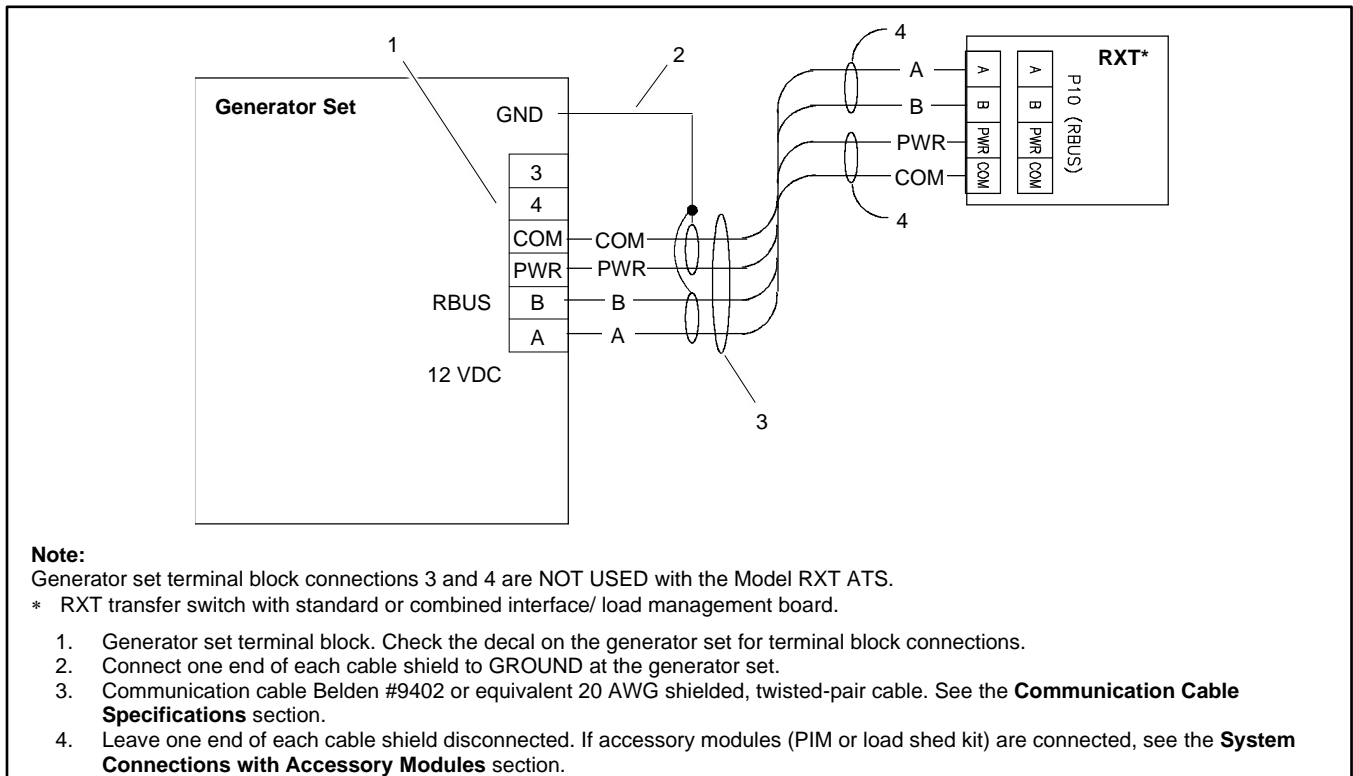 1
2
4
Generator Set
GND
RXT*
A
B
PWR
COM
A
B
PWR
COM
A
B
PWR
COM
P10 (RBUS)
4
3
4
COM
PWR
B
A
COM
PWR
B
A
RBUS
12 VDC
3
Note:
Generator set terminal block connections 3 and 4 are NOT USED with the Model RXT ATS.
* RXT transfer switch with standard or combined interface/ load management board.
1. Generator set terminal block. Check the decal on the generator set for terminal block connections.
2. Connect one end of each cable shield to GROUND at the generator set.
3. Communication cable Belden #9402 or equivalent 20 AWG shielded, twisted-pair cable. See the Communication Cable
Specifications section.
4. Leave one end of each cable shield disconnected. If accessory modules (PIM or load shed kit) are connected, see the System
Connections with Accessory Modules section.